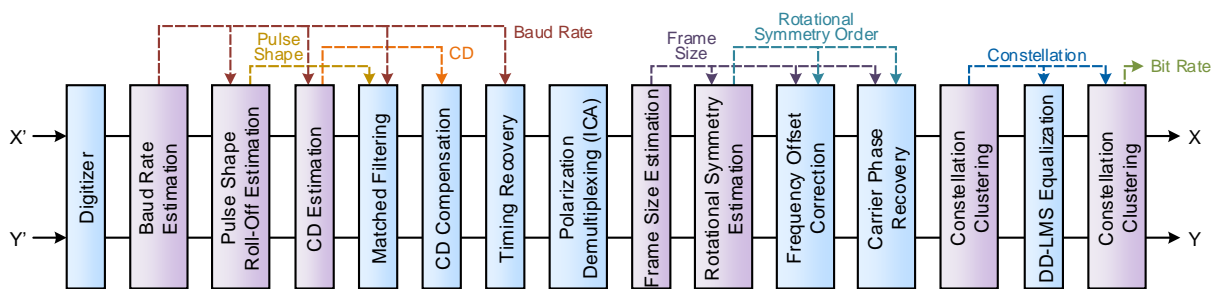 Pulse
Shape
CD
Baud Rate
Frame
Size
Rotational
Symmetry Order
Constellation
Bit Rate
X'
Y'
Digitizer
Baud Rate
Estimation
Pulse Shape
Roll-Off Estimation
CD Estimation
Matched Filtering
CD Compensation
Timing Recovery
Polarization
Demultiplexing (ICA)
Frame Size Estimation
Rotational Symmetry
Estimation
Frequency Offset
Correction
Carrier Phase
Recovery
Constellation
Clustering
DD-LMS Equalization
Constellation
Clustering
X
Y